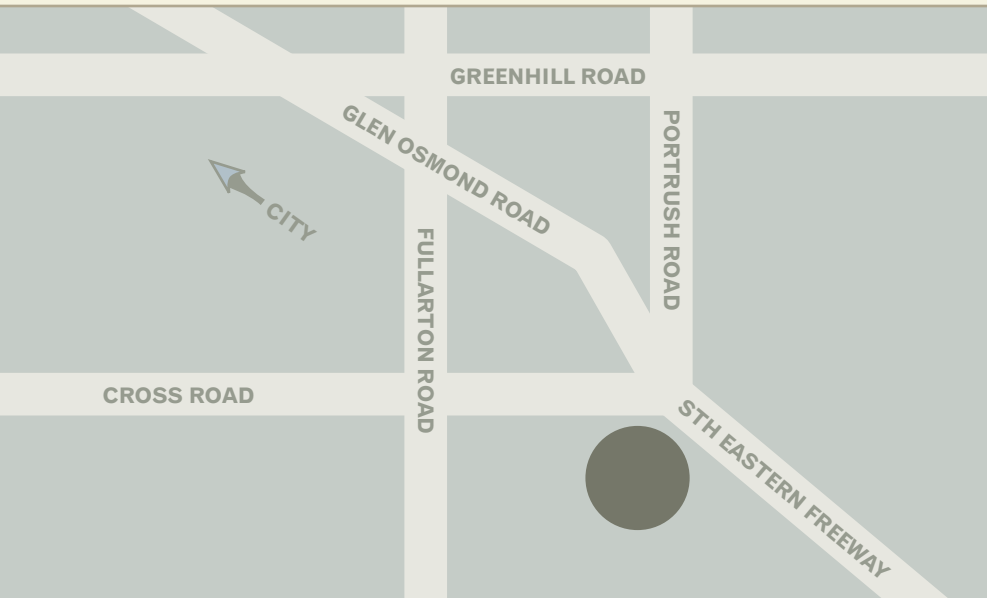 GREENHILL ROAD
GLEN OSMOND ROAD
PORTRUSH ROAD
CITY
FULLARTON ROAD
CROSS ROAD
STH EASTERN FREEWAY